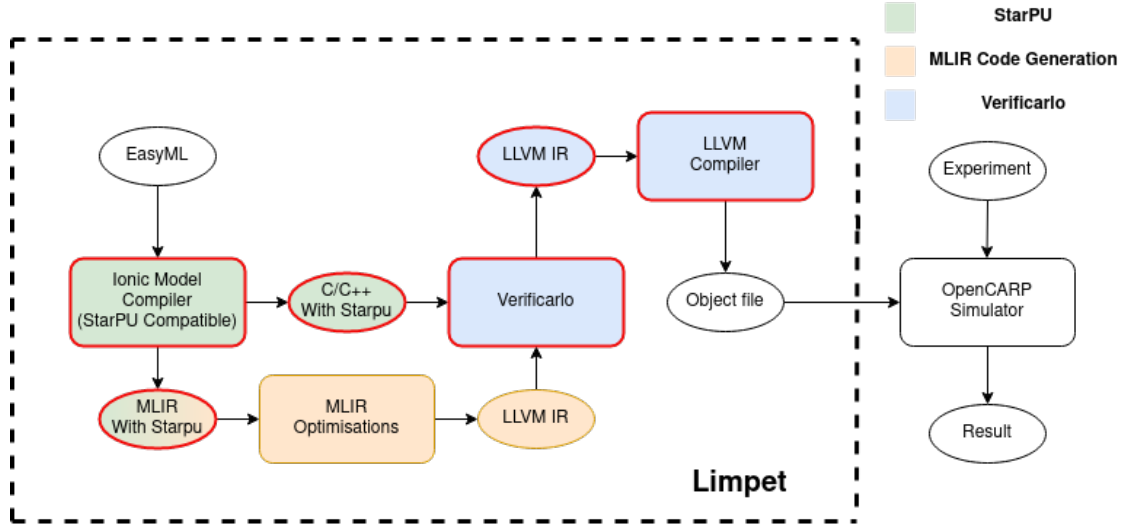 StarPU
MLIR Code Generation
Verificarlo
EasyML
LLVM IR
LLVM
Compiler
Experiment
Ionic Model
Compiler
(StarPU Compatible)
C/C++
With Starpu
Verificarlo
Object file
OpenCARP
Simulator
MLIR
With Starpu
MLIR
Optimisations
LLVM IR
Result
Limpet